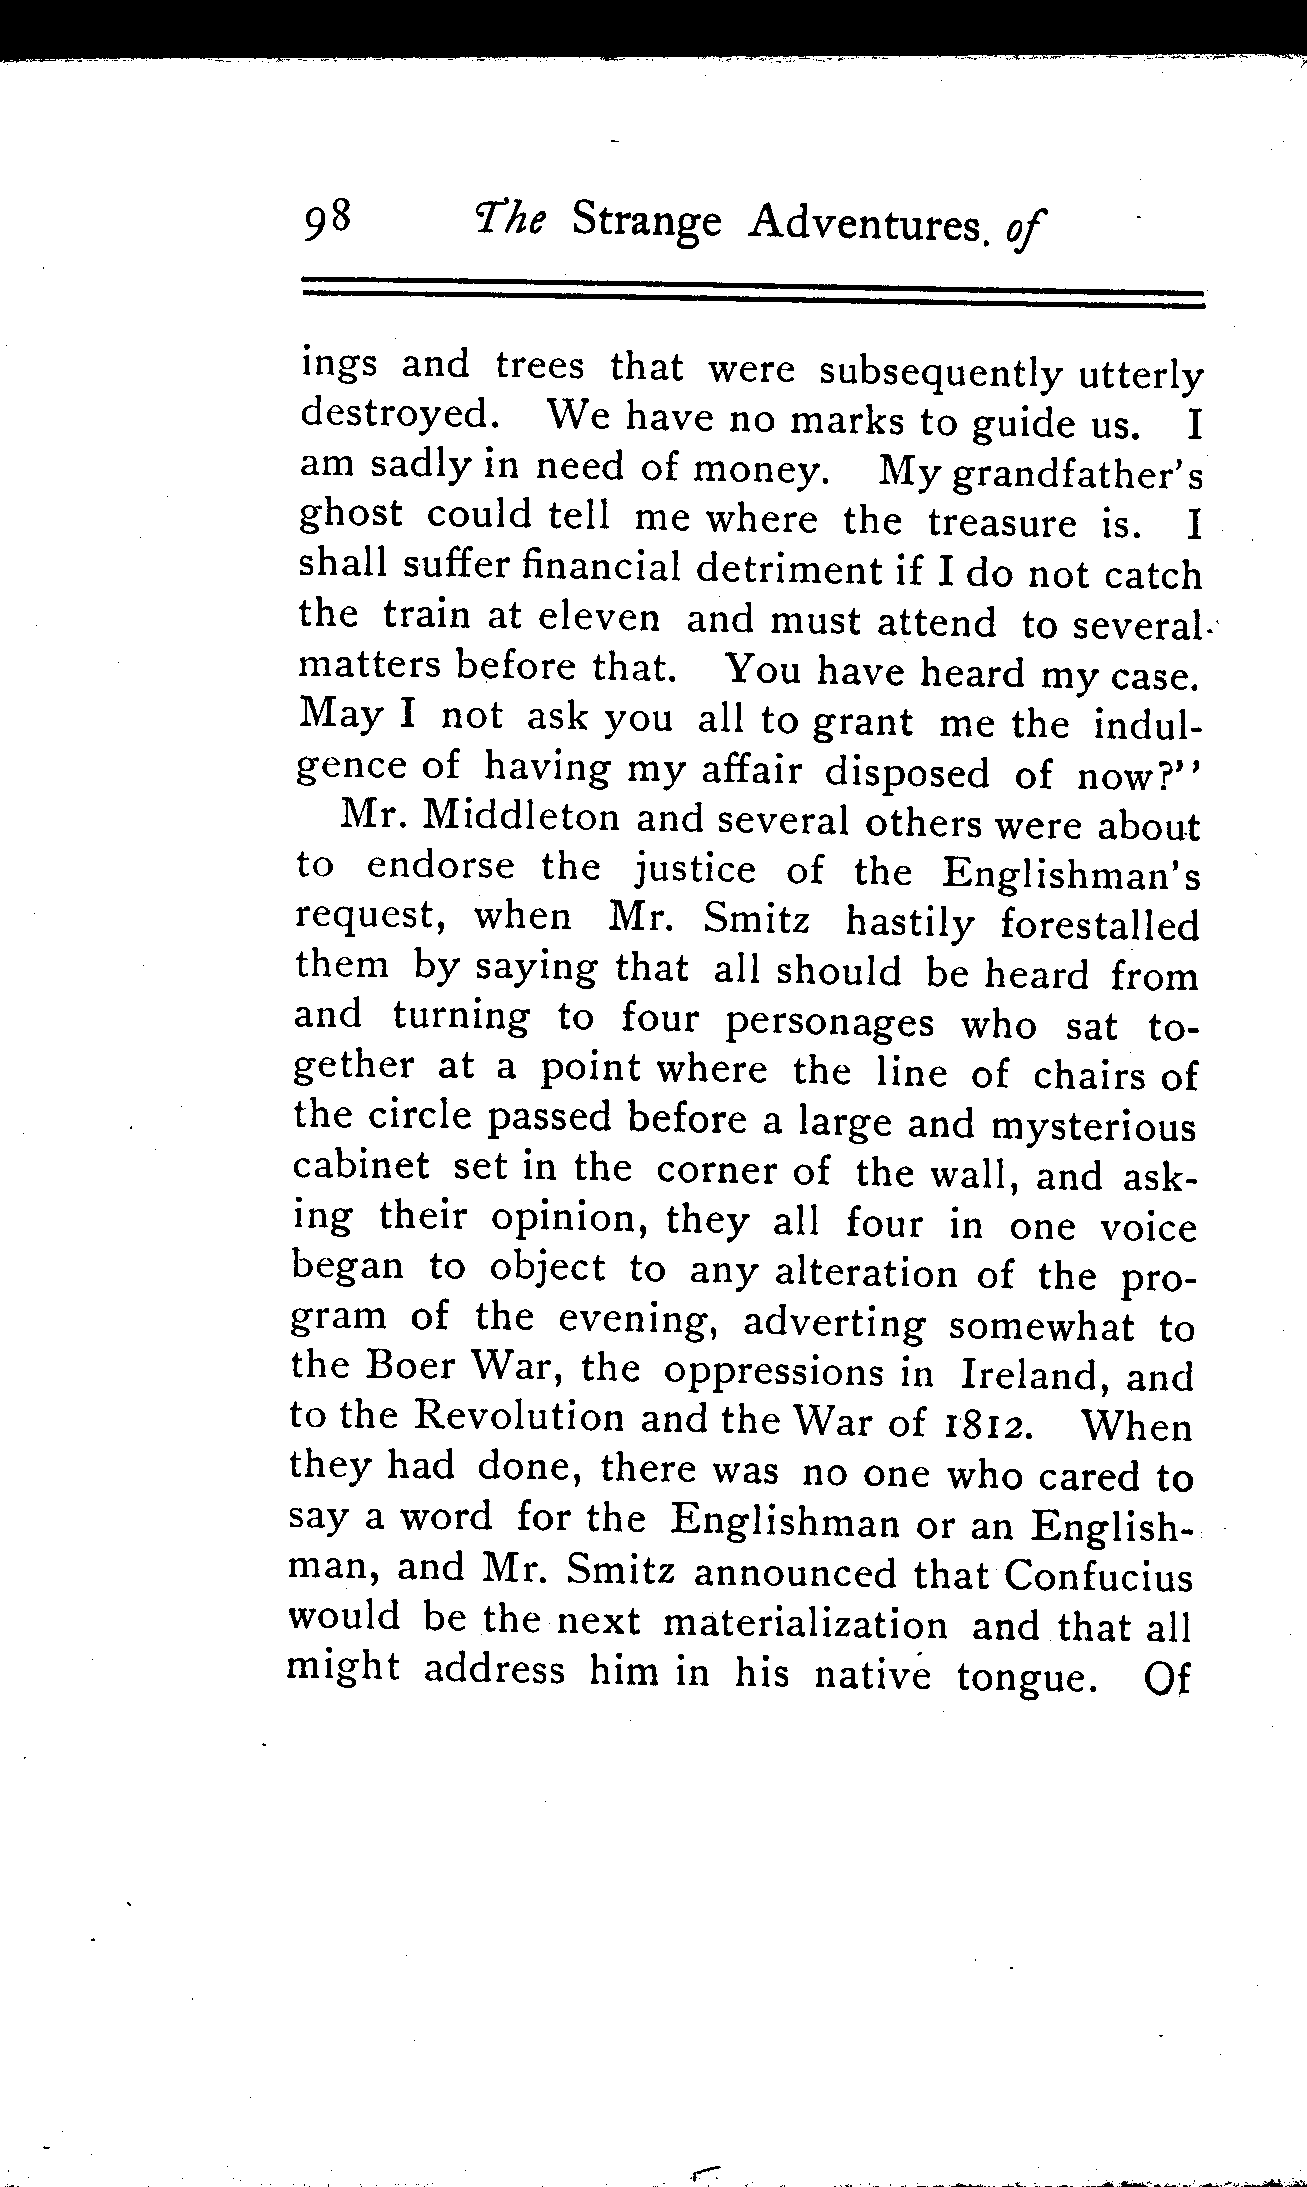 98 The Strange Adventures of
ings and trees that were subsequently utterly
destroyed. We have no marks to guide us. I
am sadly in need of money. My grandfather's
ghost could tell me where the treasure is. I
shall suffer financial detriment if I do not catch
the train at eleven and must attend to several
matters before that. You have heard my case.
May I not ask you all to grant me the indul-
gence of having my affair disposed of now?''
Mr. Middleton and several others were about
to endorse the justice of the Englishman's
request, when Mr. Smitz hastily forestalled
them by saying that all should be heard from
and turning to four personages who sat to-
gether at a point where the line of chairs of
the circle passed before a large and mysterious
cabinet set in the corner of the wall, and ask-
ing their opinion, they all four in one voice
began to object to any alteration of the pro-
gram of the evening, adverting somewhat to
the Boer War, the oppressions in Ireland, and
to the Revolution and the War of 1812. When
they had done, there was no one who cared to
say a word for the Englishman or an English-
man, and Mr. Smitz announced that Confucius
would be the next materialization and that all
might address him in his native tongue. Of